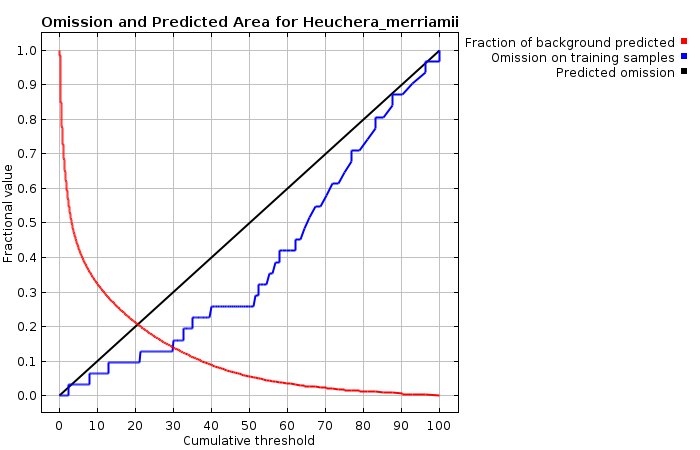 Omission and Predicted Area for Heuchera_merriamii
Fraction of background predicted
Omission on training samples
Predicted omission
Fractional value
1.0
0.9
0.8
0.7
0.6
0.5
0.4
0.3
0.2
0.1
0.0
0 10 20 30 40 50 60 70 80 90 100
Cumulative threshold